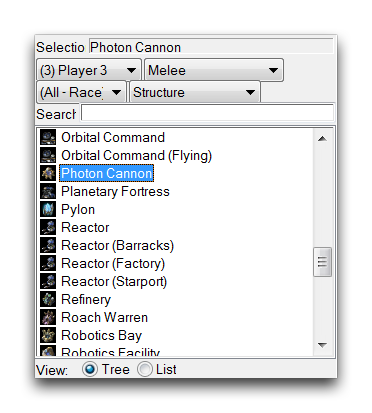 Selectio Photon Cannon
(3) Player 3 Melee
(All - Race) Structure
Search
Orbital Command
Orbital Command (Flying)
Photon Cannon
Planetary Fortress
Pylon
Reactor
Reactor (Barracks)
Reactor (Factory)
Reactor (Starport)
Refinery
Roach Warren
Robotics Bay
Robotics Facility
View: Tree List